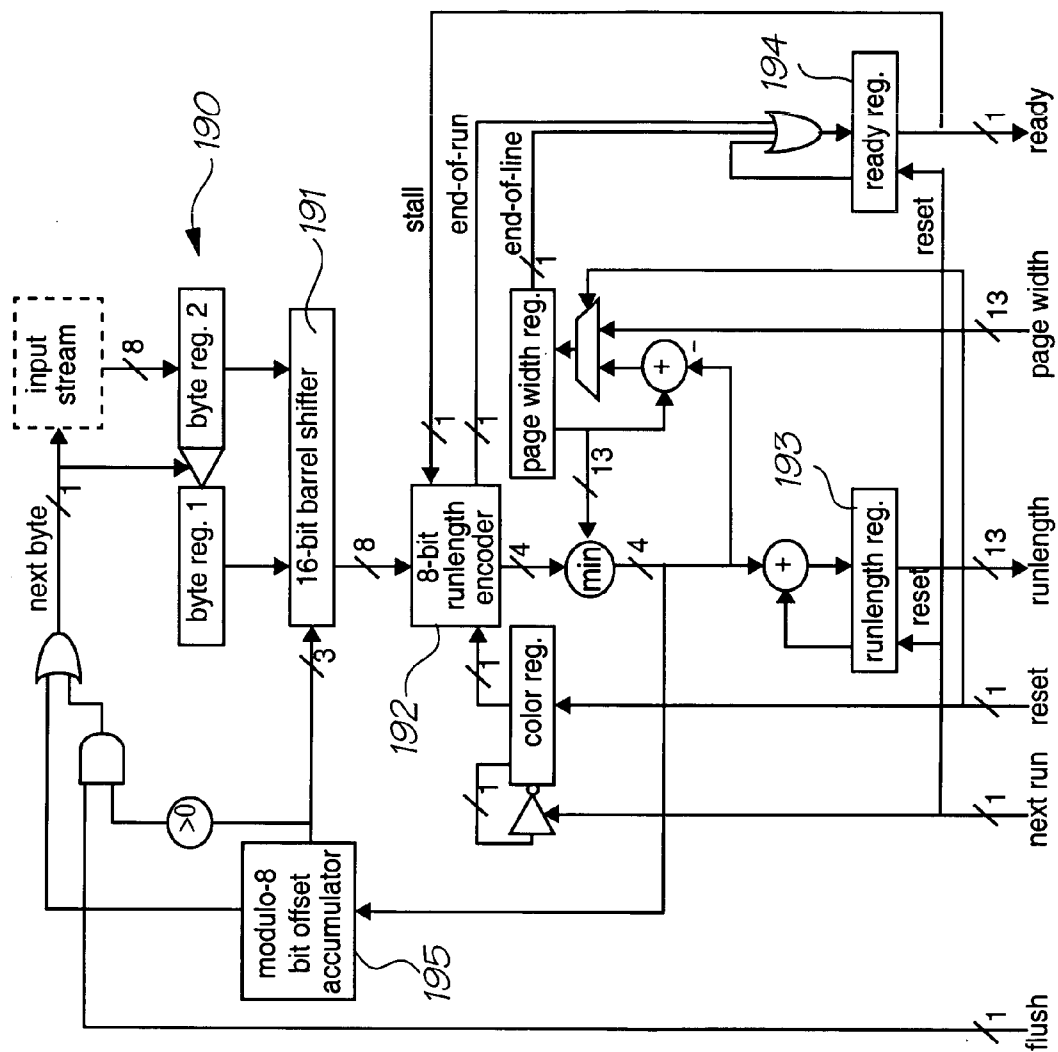 190
input
stream
next byte
1
8
byte reg. 1
byte reg. 2
191
16-bit barrel shifter
3
8
>0
modulo-8
bit offset
accumulator
195
stall
1
end-of-run
1
8-bit
runlength
encoder
192
4
end-of-line
1
page width reg.
13
+
-
min
4
1
color reg.
1
+
193
runlength reg.
reset
194
ready reg.
reset
1
flush
1
next run
1
reset
13
runlength
13
page width
1
ready